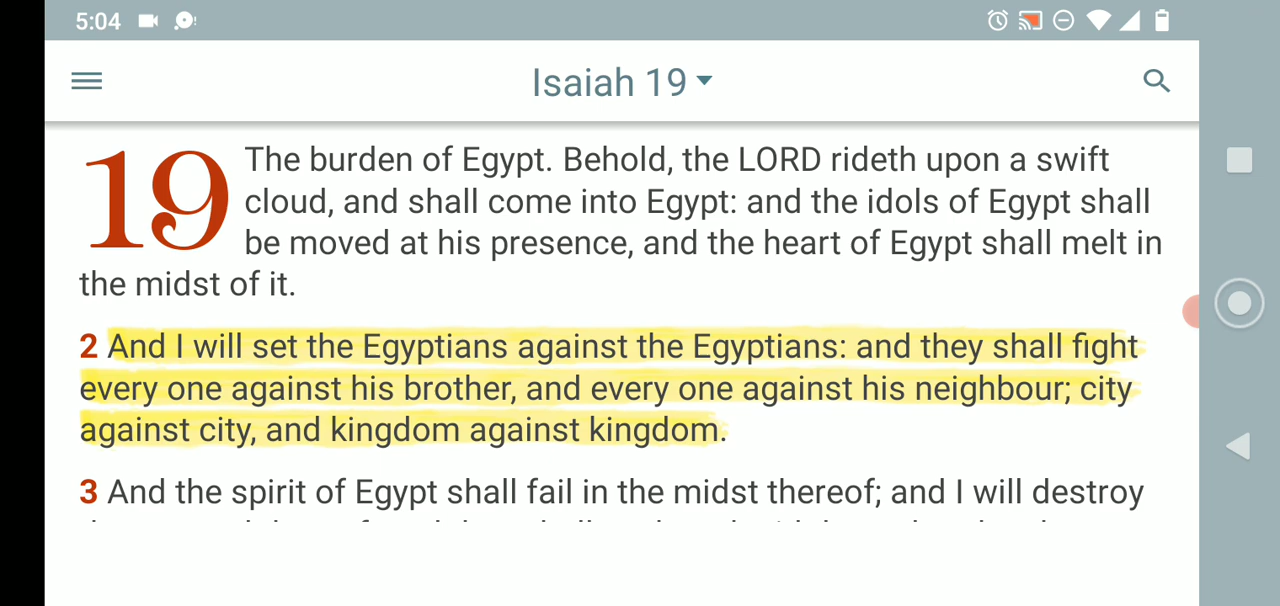 5:04
Isaiah 19
19 The burden of Egypt. Behold, the LORD rideth upon a swift
cloud, and shall come into Egypt: and the idols of Egypt shall
be moved at his presence, and the heart of Egypt shall melt in
the midst of it.
2 And I will set the Egyptians against the Egyptians: and they shall fight
every one against his brother, and every one against his neighbour; city
against city, and kingdom against kingdom.
3 And the spirit of Egypt shall fail in the midst thereof; and I will destroy